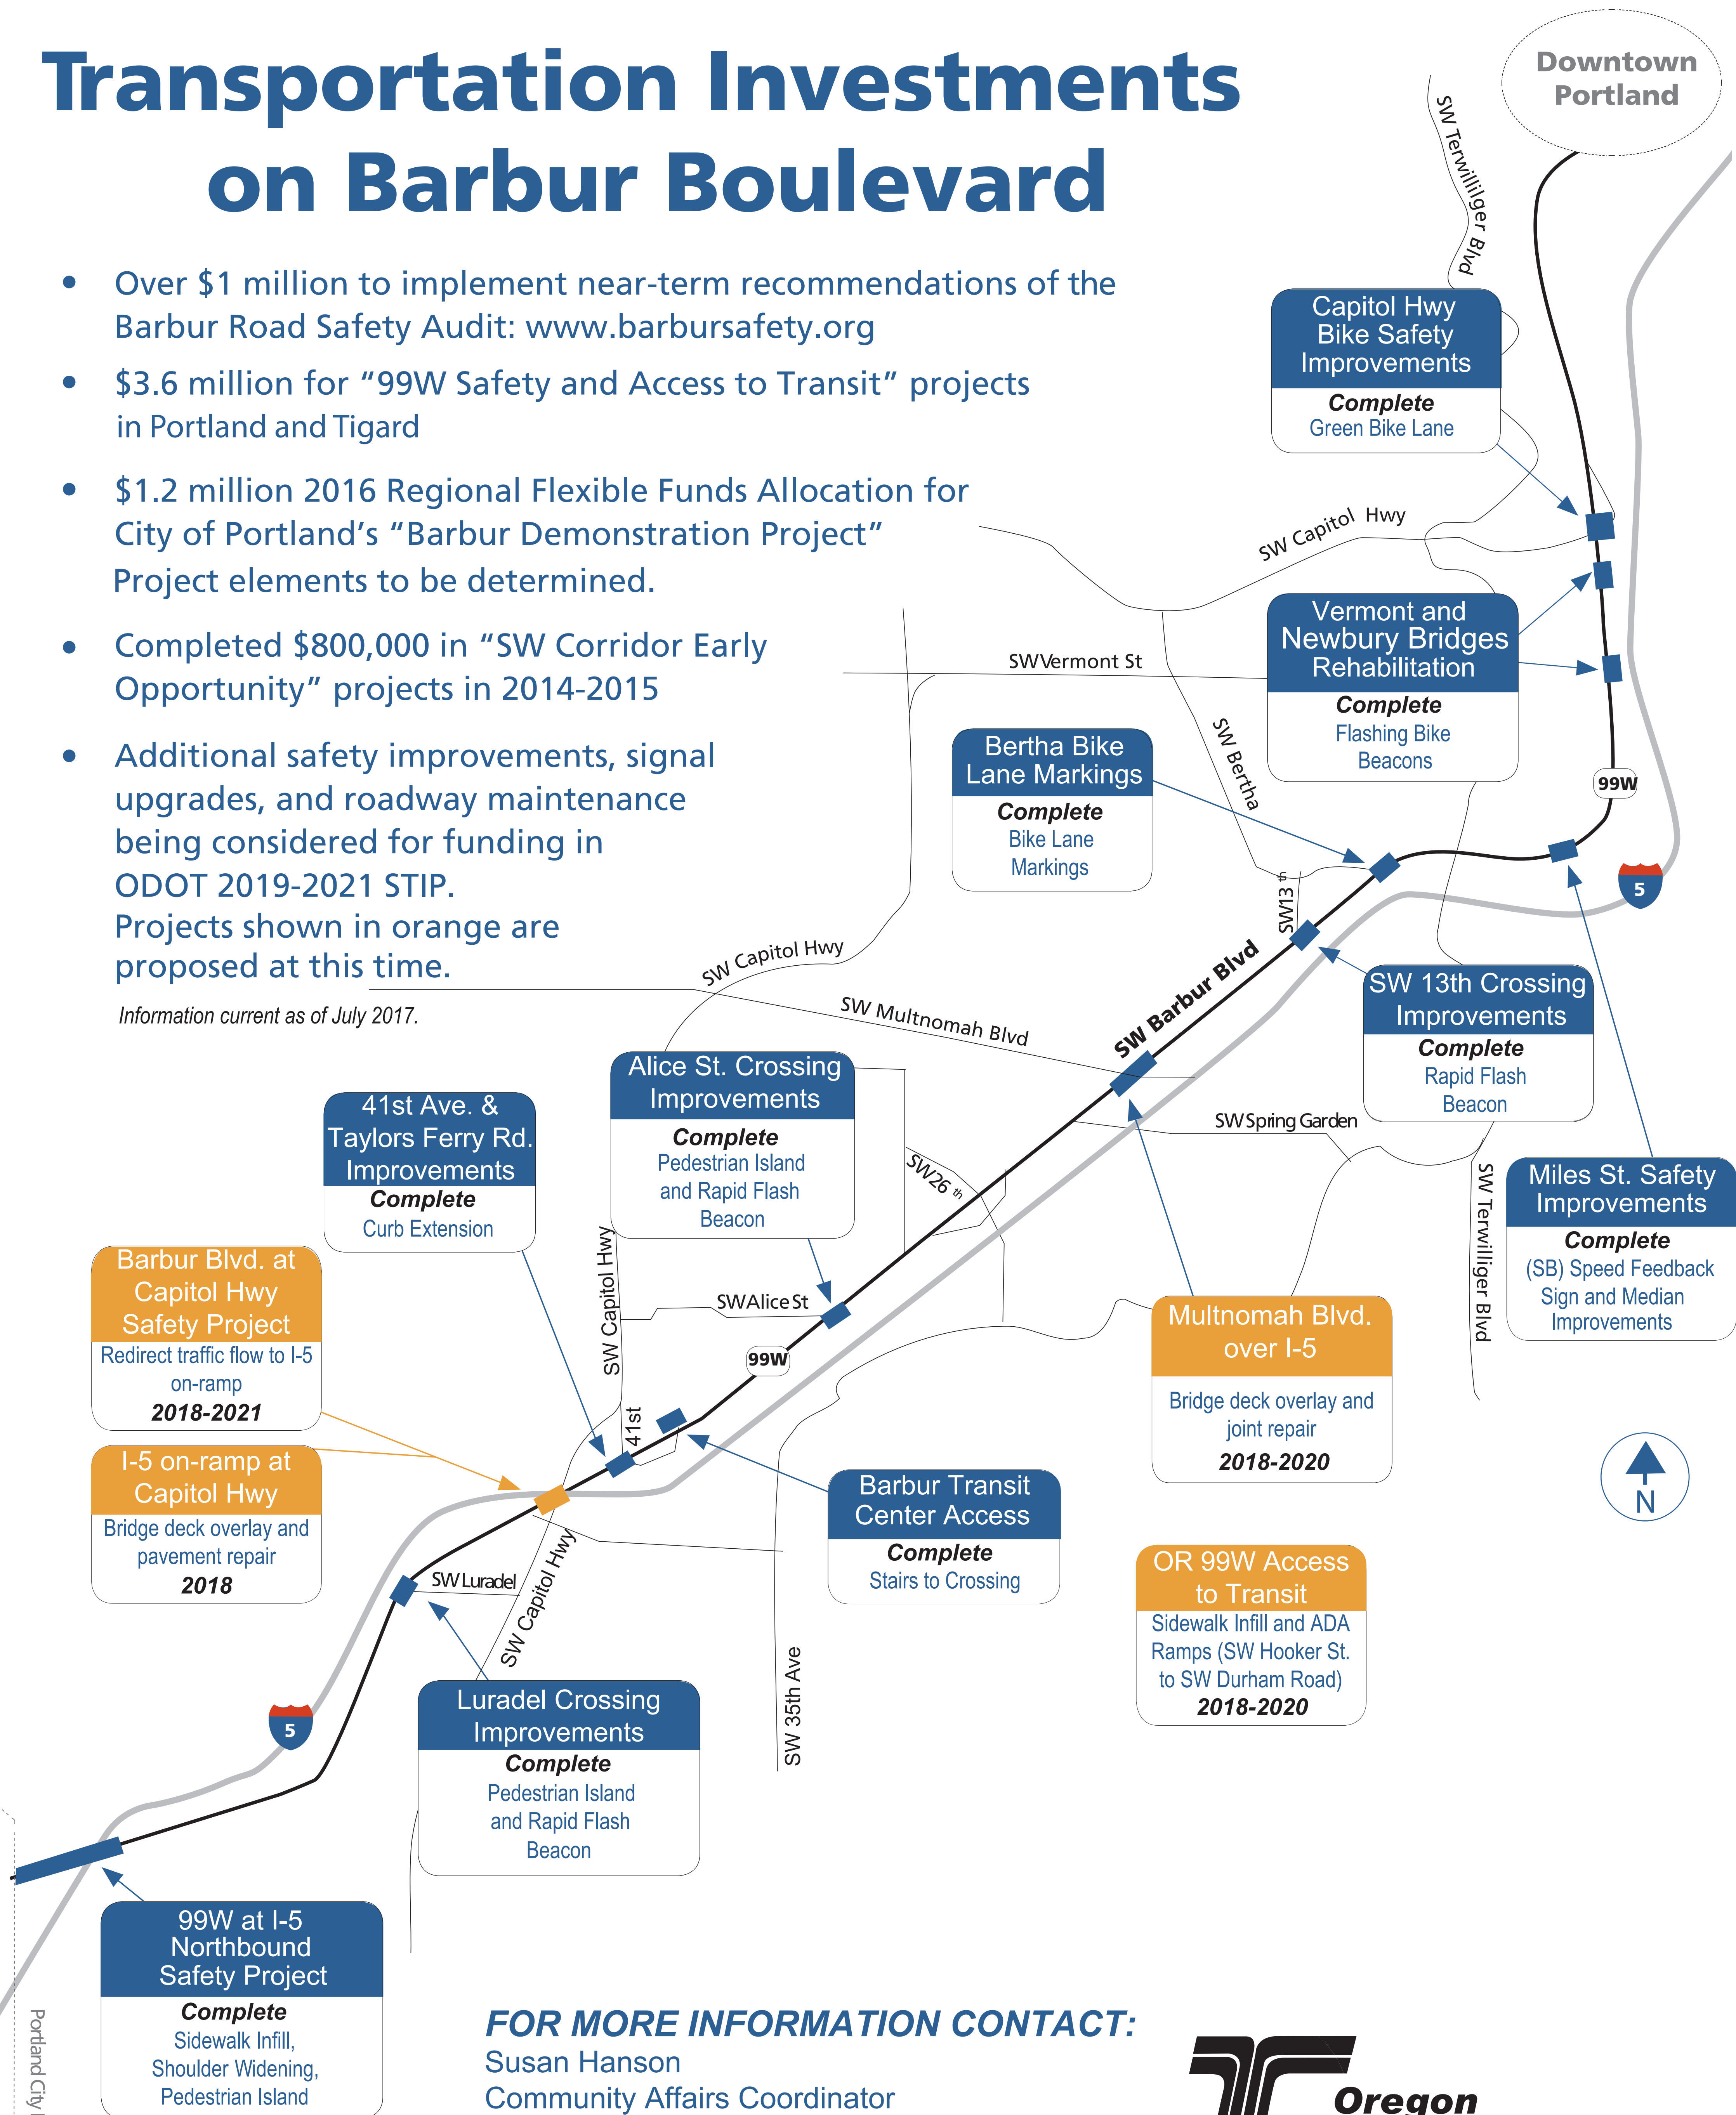 Transportation Investments
on Barbur Boulevard
Downtown
Portland
• Over $1 million to implement near-term recommendations of the
Barbur Road Safety Audit: www.barbursafety.org
• $3.6 million for “99W Safety and Access to Transit” projects
in Portland and Tigard
• $1.2 million 2016 Regional Flexible Funds Allocation for
City of Portland’s “Barbur Demonstration Project”
Project elements to be determined.
• Completed $800,000 in “SW Corridor Early
Opportunity” projects in 2014-2015
• Additional safety improvements, signal
upgrades, and roadway maintenance
being considered for funding in
ODOT 2019-2021 STIP.
Projects shown in orange are
proposed at this time.
Information current as of July 2017.
SW Terwilliger Blvd
Capitol Hwy
Bike Safety
Improvements
Complete
Green Bike Lane
SW Capitol Hwy
Vermont and
Newbury Bridges
Rehabilitation
Complete
Flashing Bike
Beacons
SW Vermont St
SW Bertha
Bertha Bike
Lane Markings
Complete
Bike Lane
Markings
99W
5
SW 13th
SW Barbur Blvd
SW Capitol Hwy
SW Multnomah Blvd
SW 13th Crossing
Improvements
Complete
Rapid Flash
Beacon
SW Spring Garden
Alice St. Crossing
Improvements
Complete
Pedestrian Island
and Rapid Flash
Beacon
41st Ave. &
Taylors Ferry Rd.
Improvements
Complete
Curb Extension
SW 26th
SW Terwilliger Blvd
Miles St. Safety
Improvements
Complete
(SB) Speed Feedback
Sign and Median
Improvements
Barbur Blvd. at
Capitol Hwy
Safety Project
Redirect traffic flow to I-5
on-ramp
2018-2021
SW Capitol Hwy
SW Alice St
99W
Multnomah Blvd.
over I-5
Bridge deck overlay and
joint repair
2018-2020
41st
I-5 on-ramp at
Capitol Hwy
Bridge deck overlay and
pavement repair
2018
Barbur Transit
Center Access
Complete
Stairs to Crossing
N
SW Luradel
SW Capitol Hwy
OR 99W Access
to Transit
Sidewalk Infill and ADA
Ramps (SW Hooker St.
to SW Durham Road)
2018-2020
SW 35th Ave
5
Luradel Crossing
Improvements
Complete
Pedestrian Island
and Rapid Flash
Beacon
99W at I-5
Northbound
Safety Project
Complete
Sidewalk Infill,
Shoulder Widening,
Pedestrian Island
Portland City
FOR MORE INFORMATION CONTACT:
Susan Hanson
Community Affairs Coordinator
Oregon